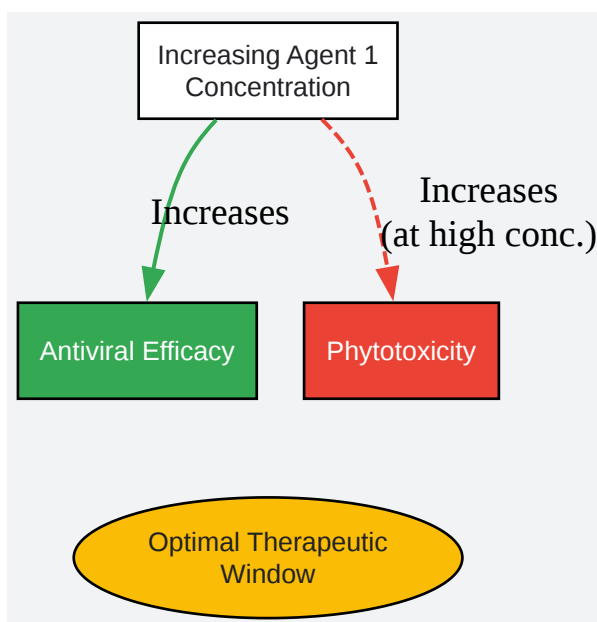 Increasing Agent 1
Concentration
Increases
Increases
(at high conc.)
Antiviral Efficacy
Phytotoxicity
Optimal Therapeutic
Window